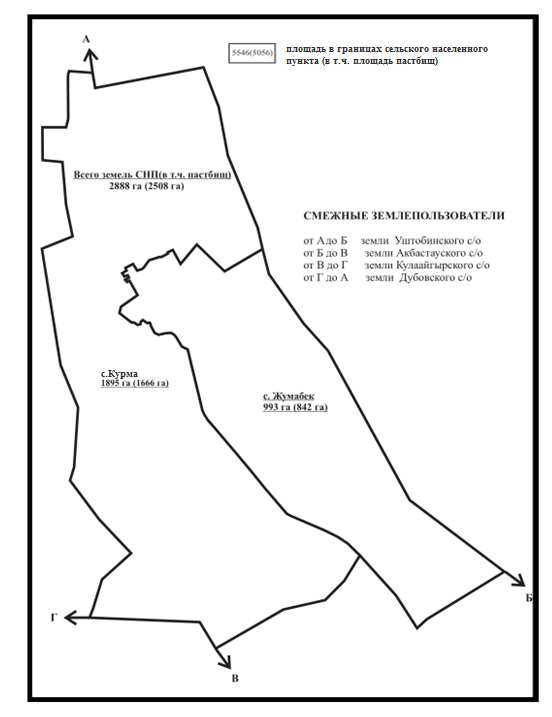 А
5546(5056)
площадь в границах сельского населенного
пункта (в т.ч. площадь пастбищ)
Всего земель СНП(в т.ч. пастбищ)
2888 га (2508 га)
СМЕЖНЫЕ ЗЕМЛЕПОЛЬЗОВАТЕЛИ
от А до Б земли Уштобинского с/о
от Б до В земли Акбастауского с/о
от В до Г земли Кулаайгырского с/о
от Г до А земли Дубовского с/о
с.Курма
1895 га (1666 га)
с. Жумабек
993 га (842 га)
Б
Г
В